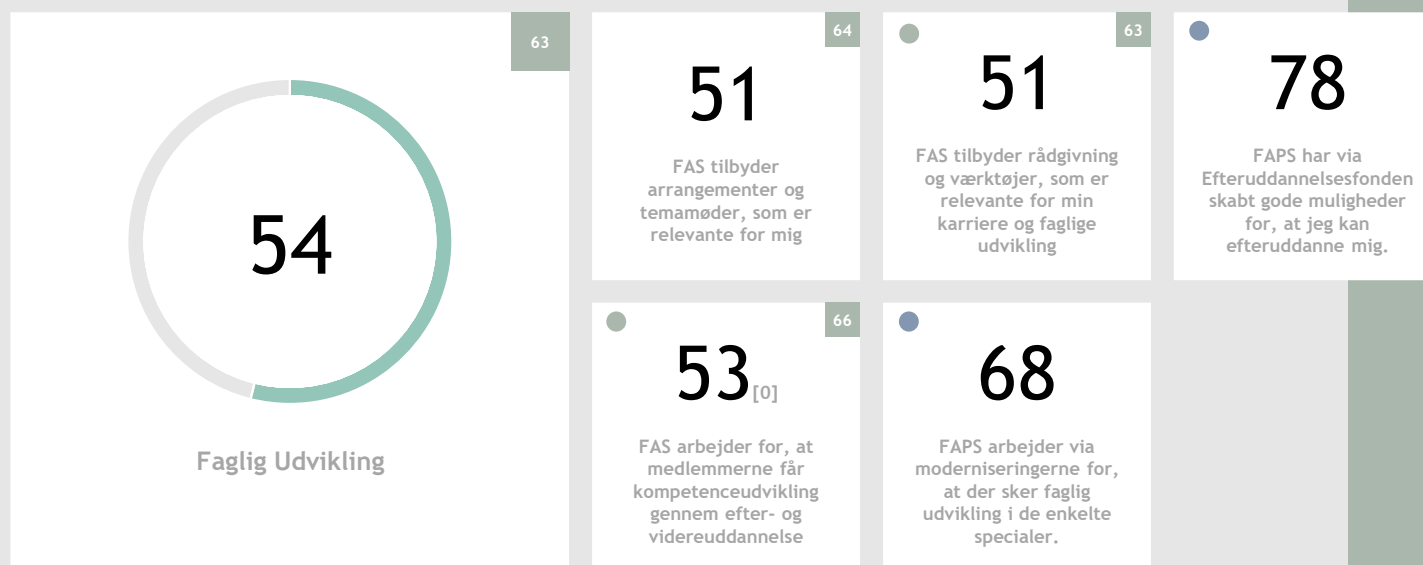 63
54
Faglig Udvikling
64
51
FAS tilbyder
arrangementer og
temamøder, som er
relevante for mig
63
51
FAS tilbyder rådgivning
og værktøjer, som er
relevante for min
karriere og faglige
udvikling
78
FAPS har via
Efteruddannelsesfonden
skabt gode muligheder
for, at jeg kan
efteruddanne mig.
66
53[0]
FAS arbejder for, at
medlemmerne får
kompetenceudvikling
gennem efter- og
videreuddannelse
68
FAPS arbejder via
moderniseringerne for,
at der sker faglig
udvikling i de enkelte
specialer.